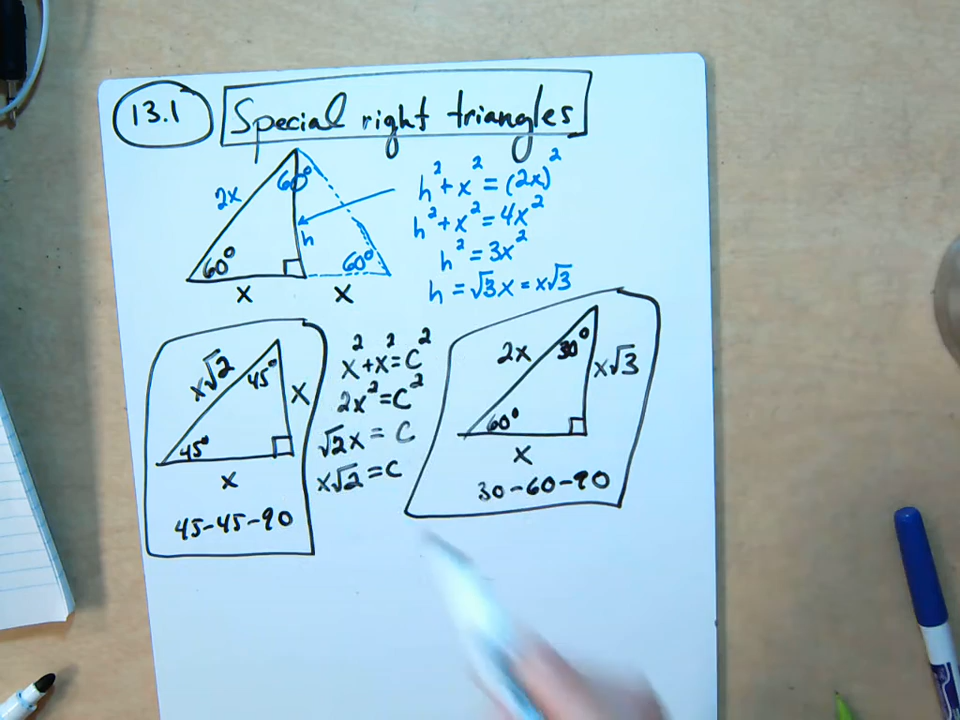 13.1 Special right triangles
60°
2x
h² + x² = (2x)²
h² + x² = 4x²
h
60°
60°
h² = 3x²
x
x
h = √3x = x√3
x√2
45°
x
45°
x
45-45-90
x² + x² = C²
2x² = C²
√2x = C
x√2 = C
2x
30°
x√3
60°
x
30-60-90